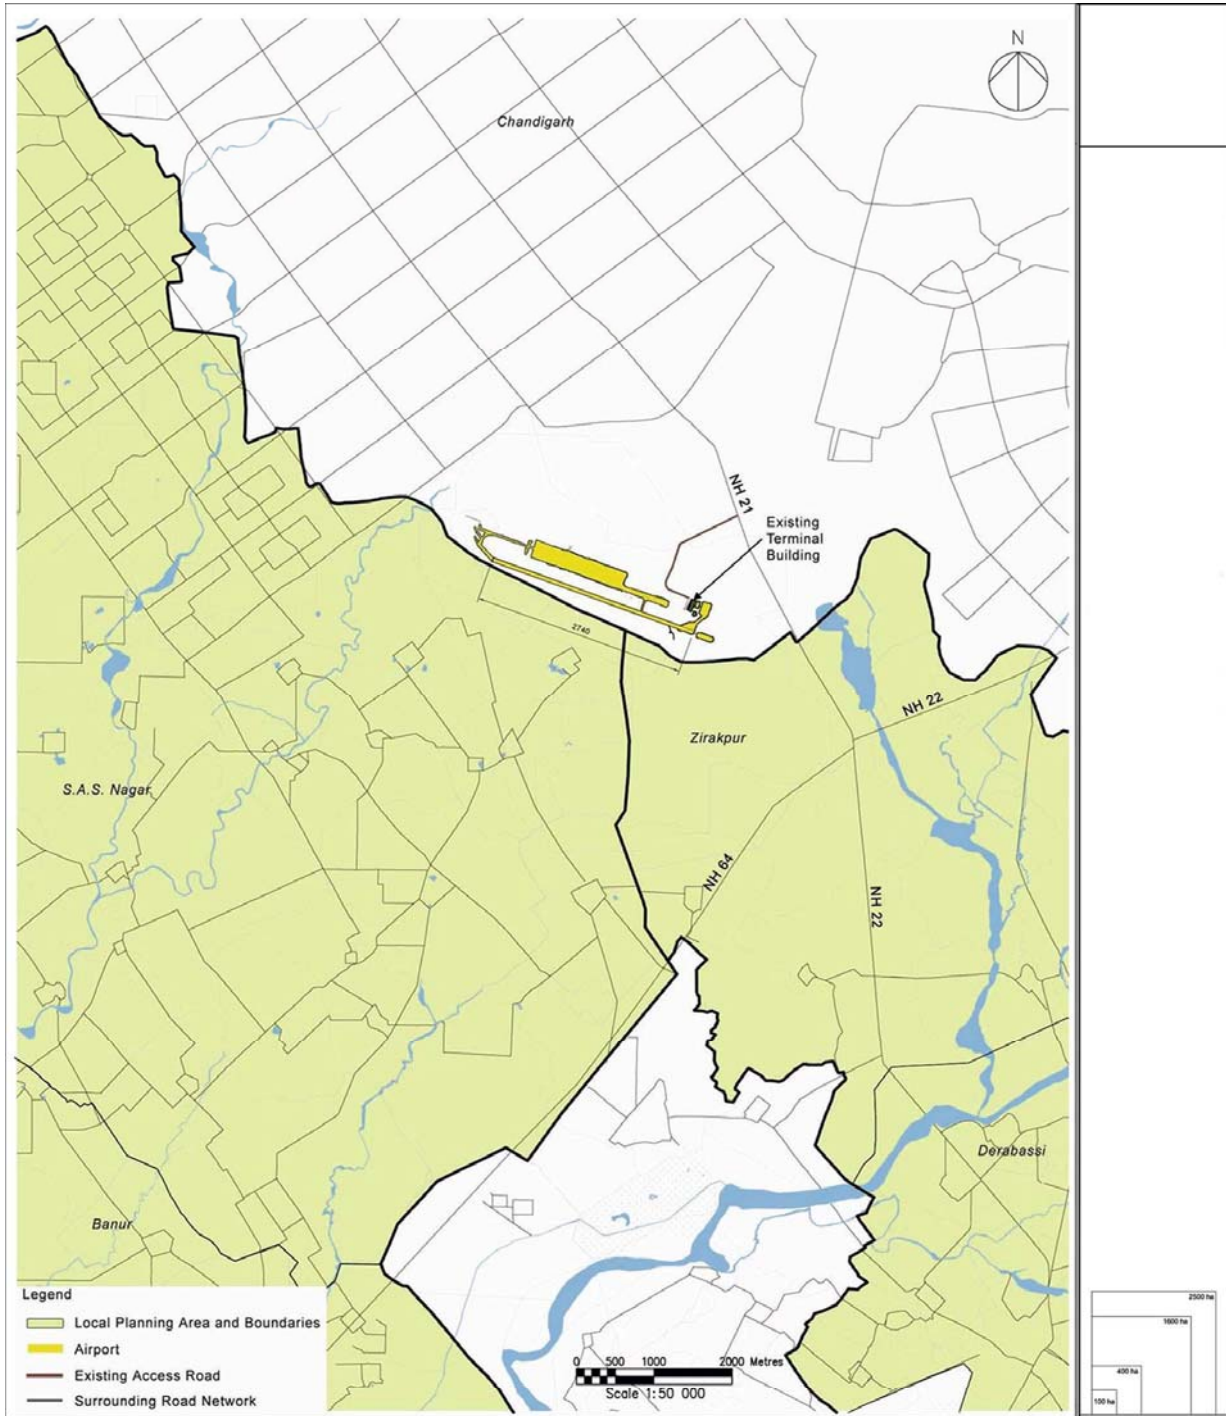 N
Chandigarh
NH 21
Existing
Terminal
Building
2740
NH 22
Zirakpur
S.A.S. Nagar
NH 64
NH 22
Derabassi
Banur
Legend
Local Planning Area and Boundaries
Airport
Existing Access Road
Surrounding Road Network
0 500 1000 2000 Metres
Scale 1:50 000
2500 ha
1600 ha
400 ha
100 ha